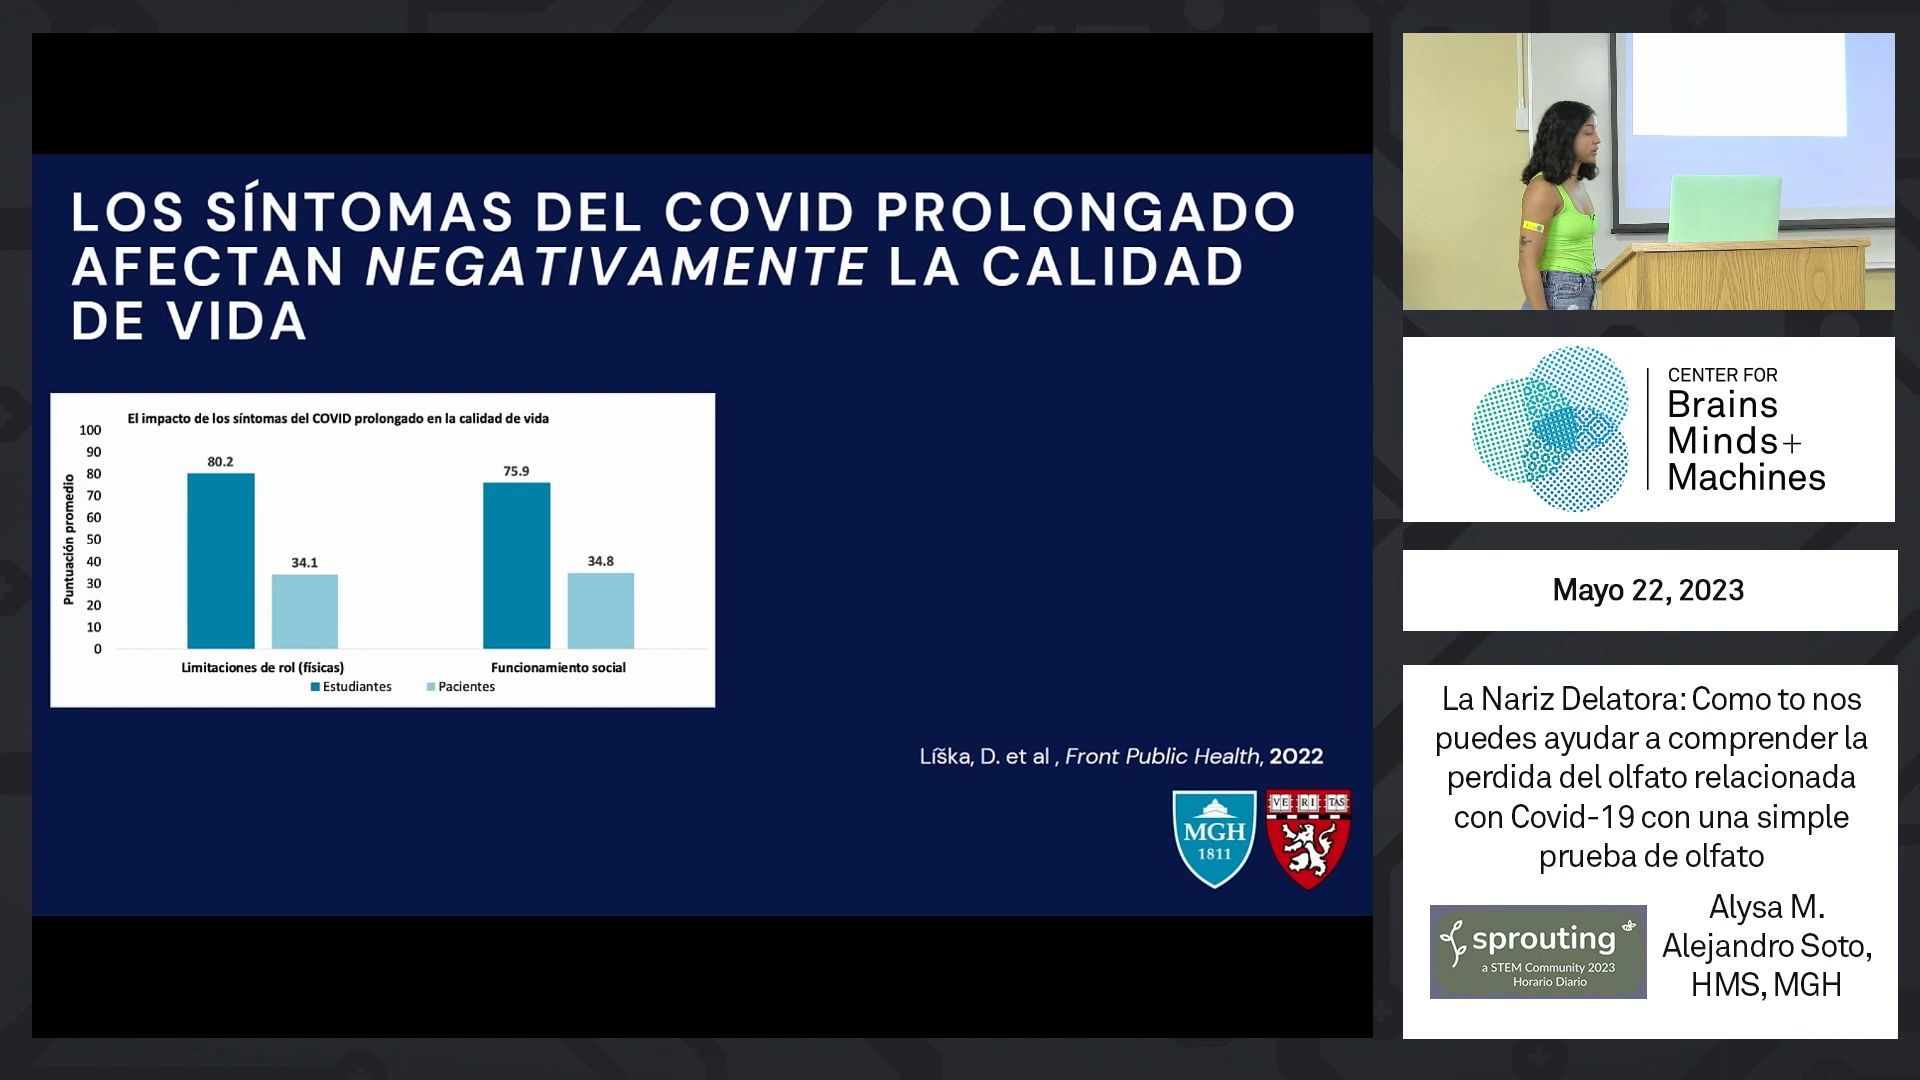 LOS SÍNTOMAS DEL COVID PROLONGADO
AFECTAN NEGATIVAMENTE LA CALIDAD
DE VIDA
El impacto de los síntomas del COVID prolongado en la calidad de vida
Puntuación promedio
100
90
80
70
60
50
40
30
20
10
0
80.2
34.1
75.9
34.8
Limitaciones de rol (físicas)
Funcionamiento social
Estudiantes
Pacientes
Líška, D. et al , Front Public Health, 2022
MGH
1811
VE RI TAS
CENTER FOR
Brains
Minds+
Machines
Mayo 22, 2023
La Nariz Delatora: Como to nos
puedes ayudar a comprender la
perdida del olfato relacionada
con Covid-19 con una simple
prueba de olfato
sprouting
a STEM Community 2023
Horario Diario
Alysa M.
Alejandro Soto,
HMS, MGH